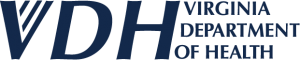 VDH VIRGINIA
DEPARTMENT
OF HEALTH